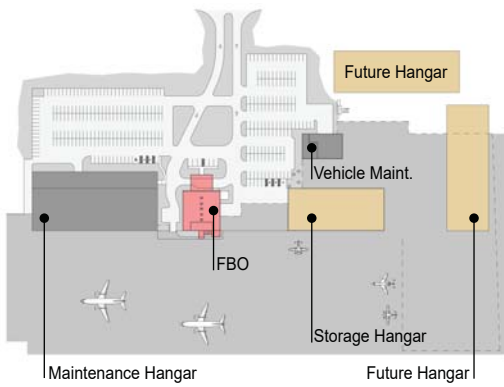 Future Hangar
Vehicle Maint.
FBO
Storage Hangar
Maintenance Hangar
Future Hangar